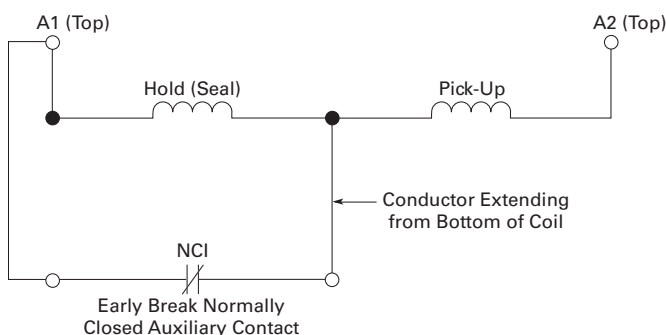 A1 (Top)
A2 (Top)
Hold (Seal)
Pick-Up
Conductor Extending
from Bottom of Coil
NCI
Early Break Normally
Closed Auxiliary Contact